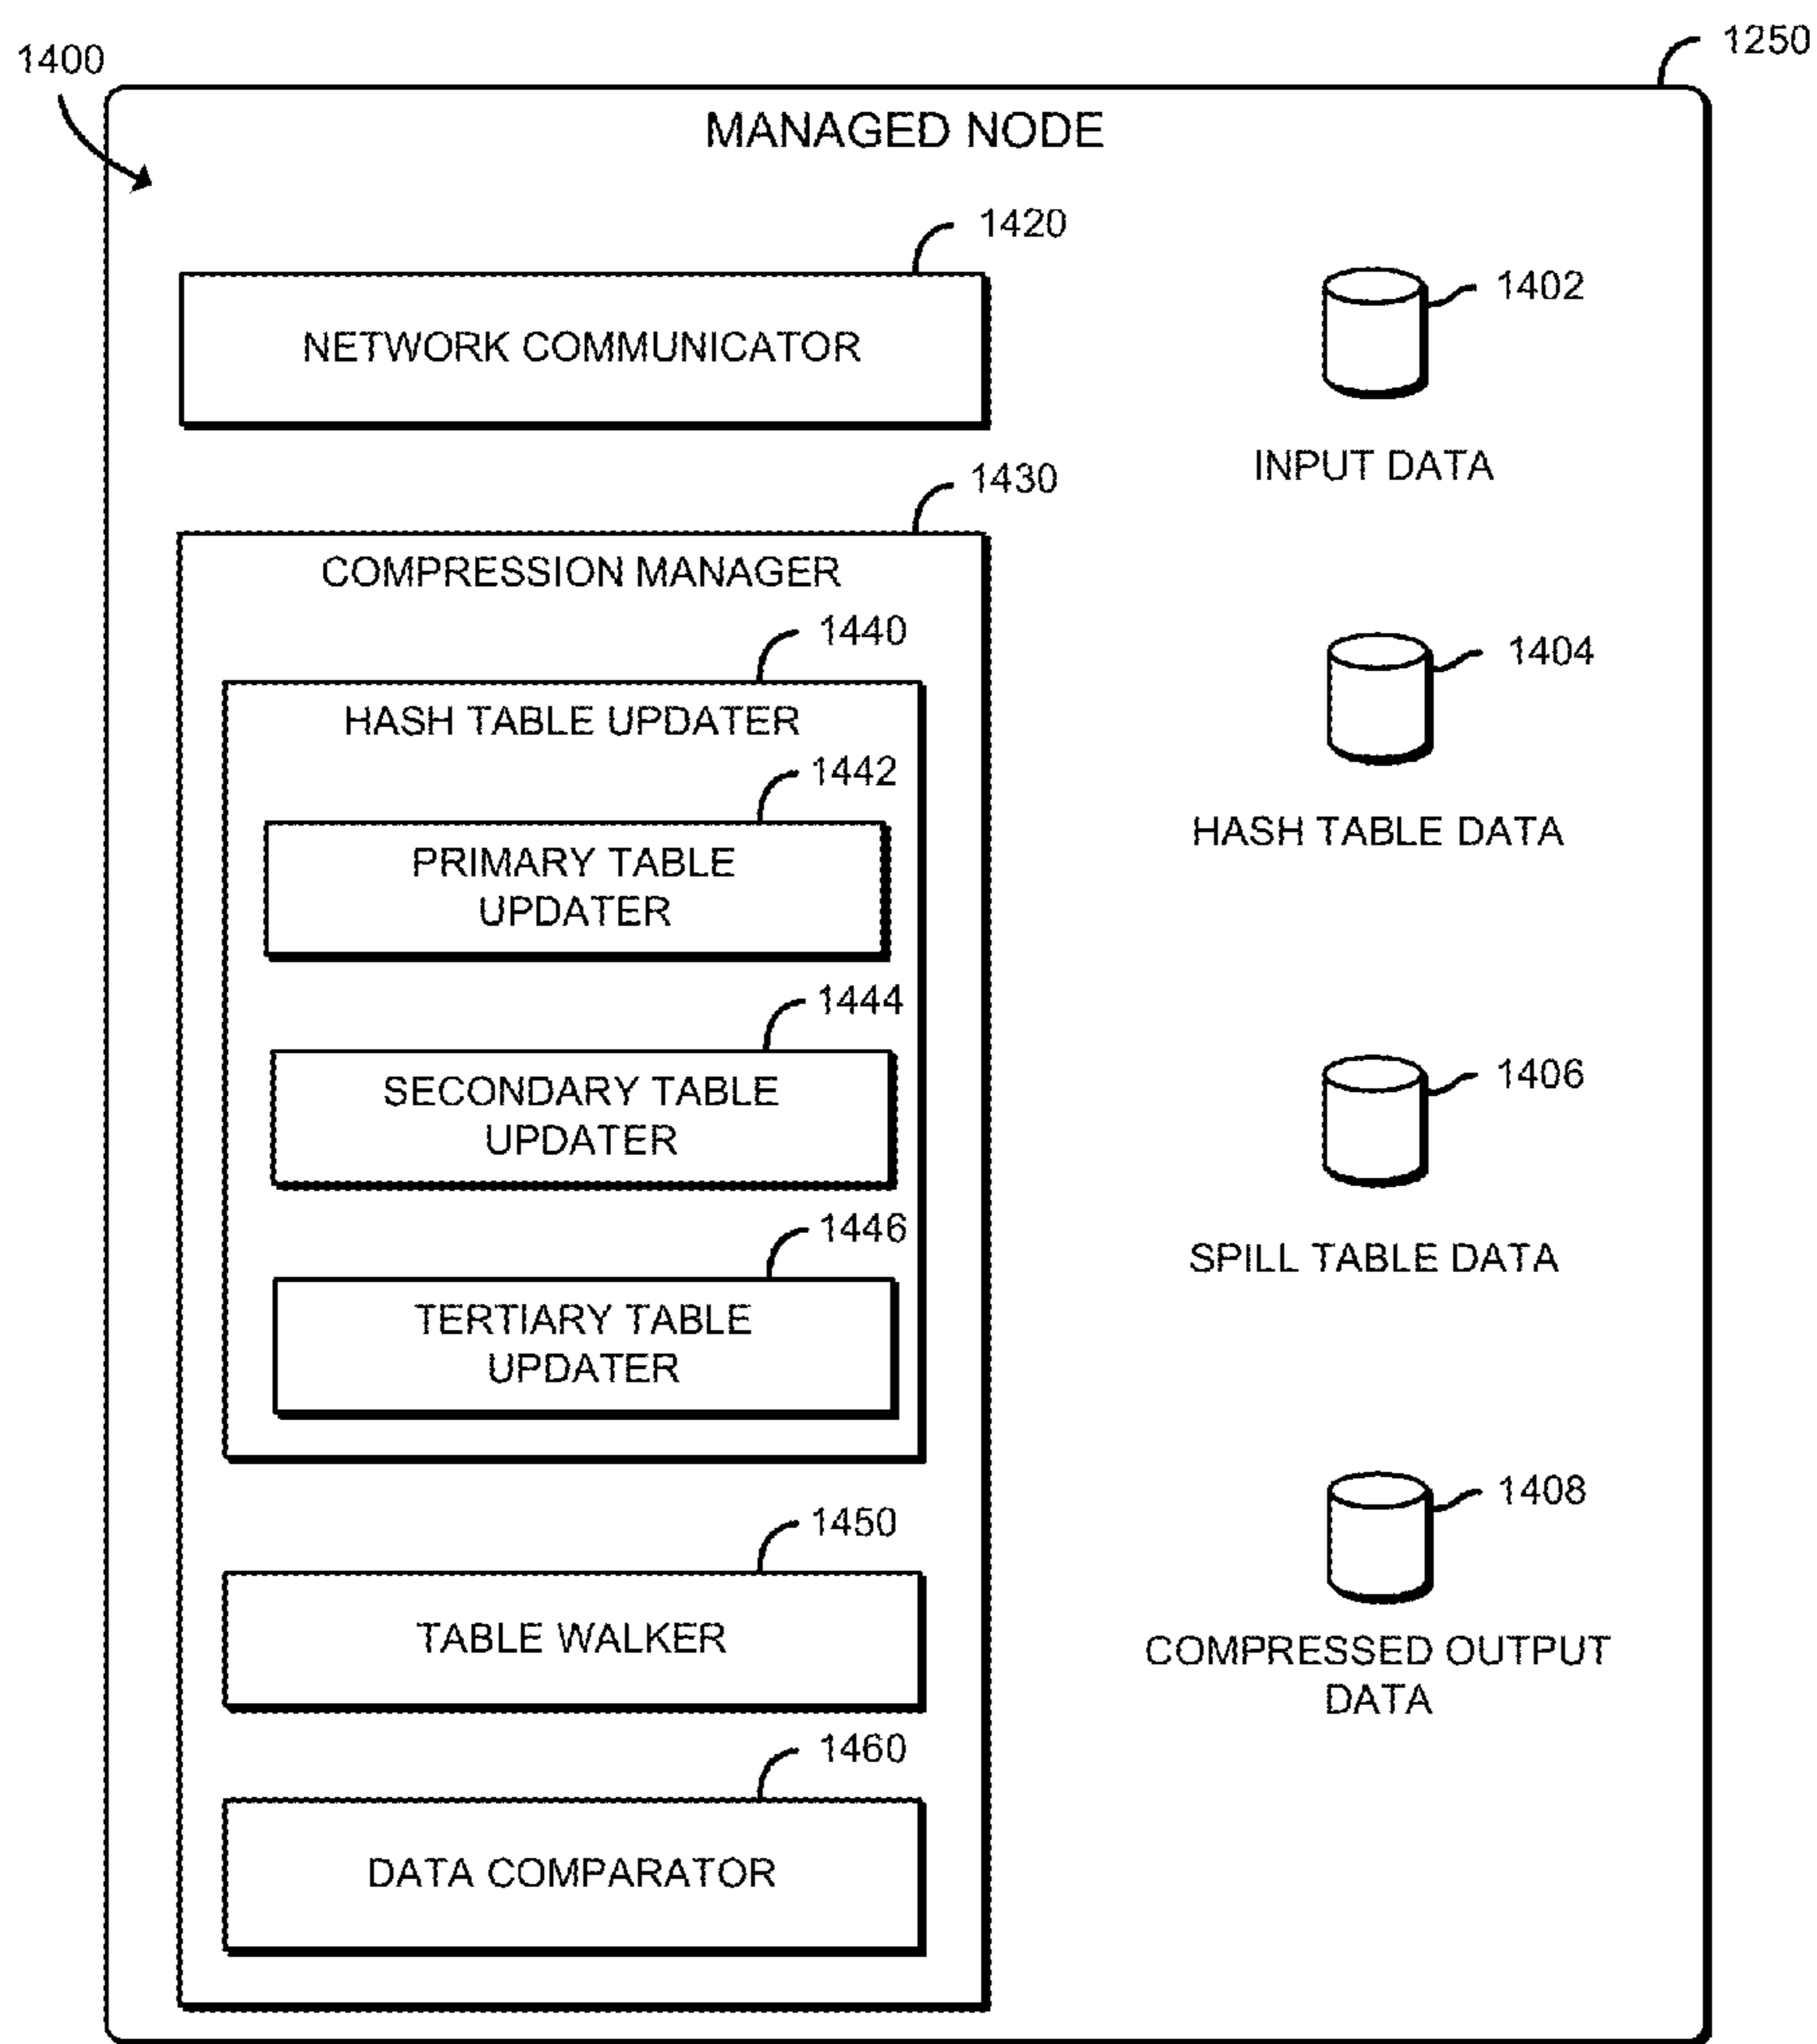 1400
1250
MANAGED NODE
1420
NETWORK COMMUNICATOR
1402
INPUT DATA
1430
COMPRESSION MANAGER
1440
HASH TABLE UPDATER
1442
PRIMARY TABLE
UPDATER
1444
SECONDARY TABLE
UPDATER
1446
TERTIARY TABLE
UPDATER
1450
TABLE WALKER
1460
DATA COMPARATOR
1404
HASH TABLE DATA
1406
SPILL TABLE DATA
1408
COMPRESSED OUTPUT
DATA